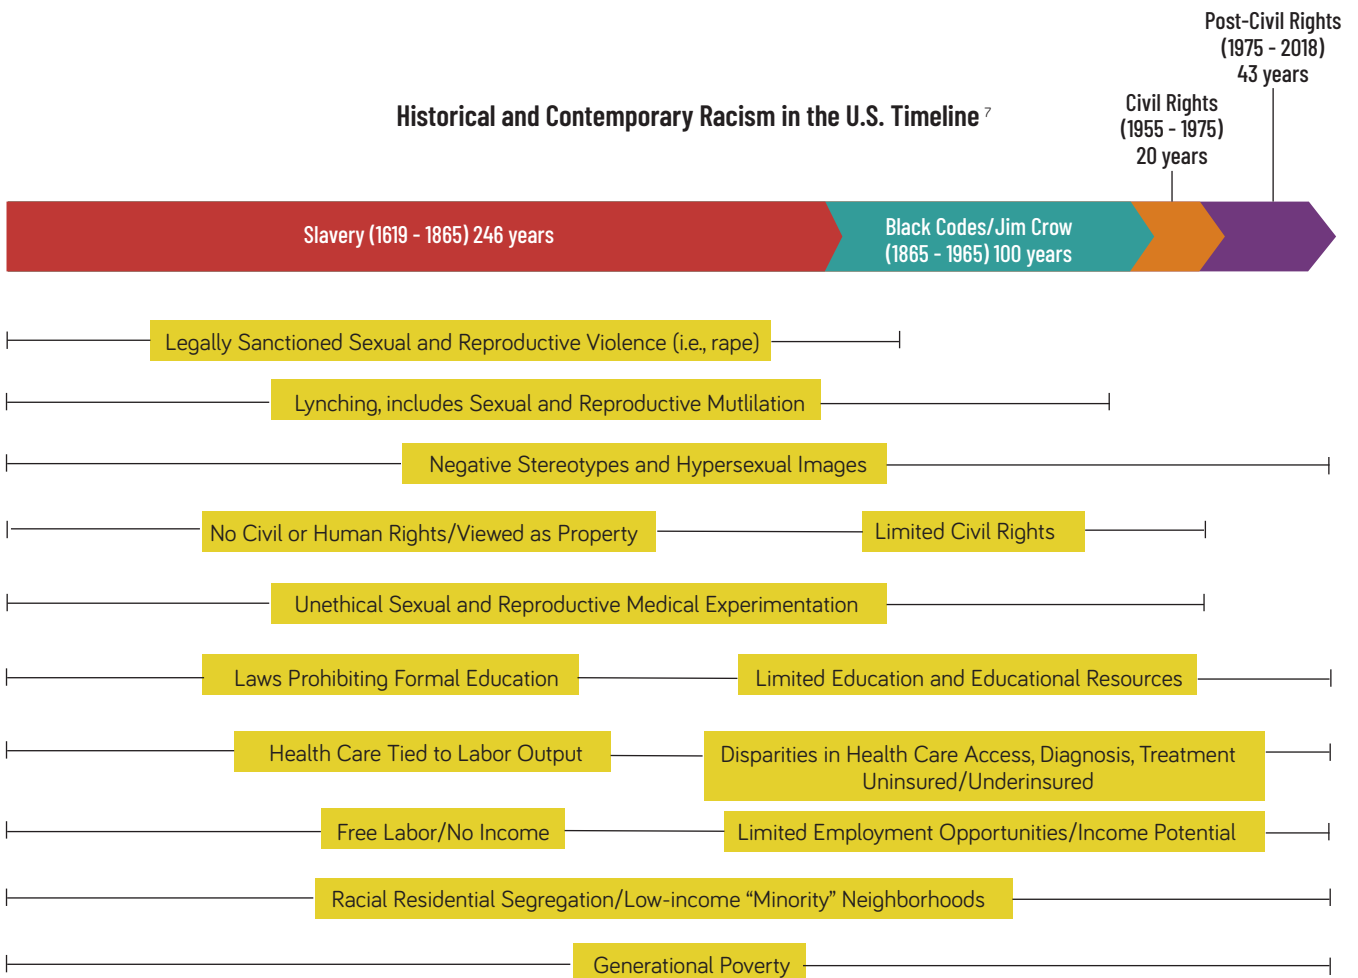 Post-Civil Rights
(1975 - 2018)
43 years
Civil Rights
(1955 - 1975)
20 years
Historical and Contemporary Racism in the U.S. Timeline 7
Slavery (1619 - 1865) 246 years
Black Codes/Jim Crow
(1865 - 1965) 100 years
Legally Sanctioned Sexual and Reproductive Violence (i.e., rape)
Lynching, includes Sexual and Reproductive Mutlilation
Negative Stereotypes and Hypersexual Images
No Civil or Human Rights/Viewed as Property
Limited Civil Rights
Unethical Sexual and Reproductive Medical Experimentation
Laws Prohibiting Formal Education
Limited Education and Educational Resources
Health Care Tied to Labor Output
Disparities in Health Care Access, Diagnosis, Treatment
Uninsured/Underinsured
Free Labor/No Income
Limited Employment Opportunities/Income Potential
Racial Residential Segregation/Low-income “Minority” Neighborhoods
Generational Poverty